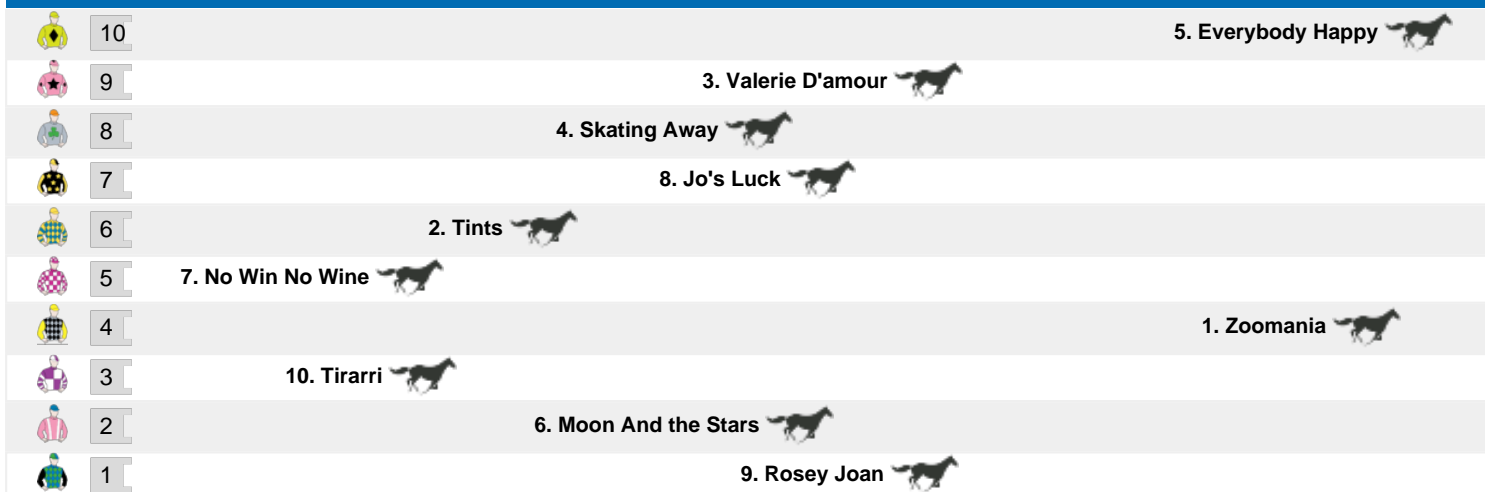 10 5. Everybody Happy
9 3. Valerie D'amour
8 4. Skating Away
7 8. Jo's Luck
6 2. Tints
5 7. No Win No Wine
4 1. Zoomania
3 10. Tirarri
2 6. Moon And the Stars
1 9. Rosey Joan